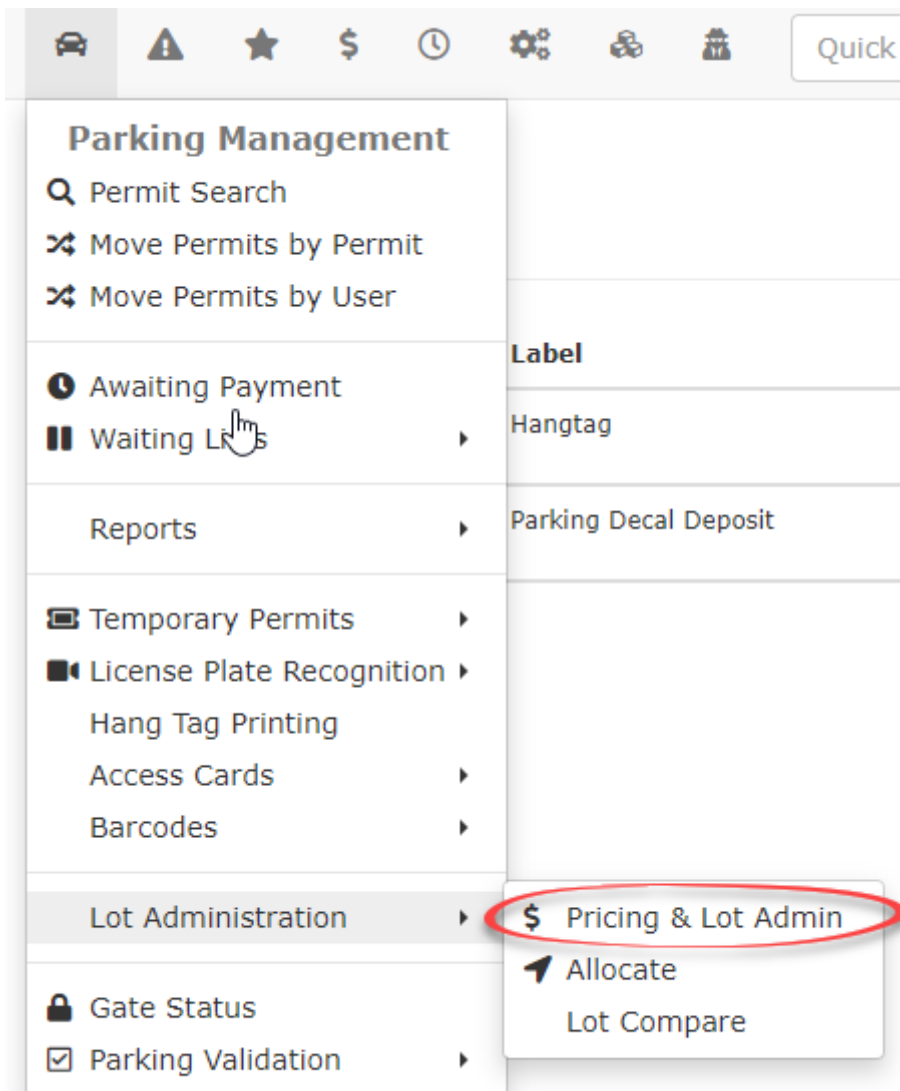 Quick
Parking Management
Permit Search
Move Permits by Permit
Move Permits by User
Label
Awaiting Payment
Hangtag
Waiting Lists
Parking Decal Deposit
Reports
Temporary Permits
License Plate Recognition
Hang Tag Printing
Access Cards
Barcodes
Lot Administration
$ Pricing & Lot Admin
Allocate
Lot Compare
Gate Status
Parking Validation